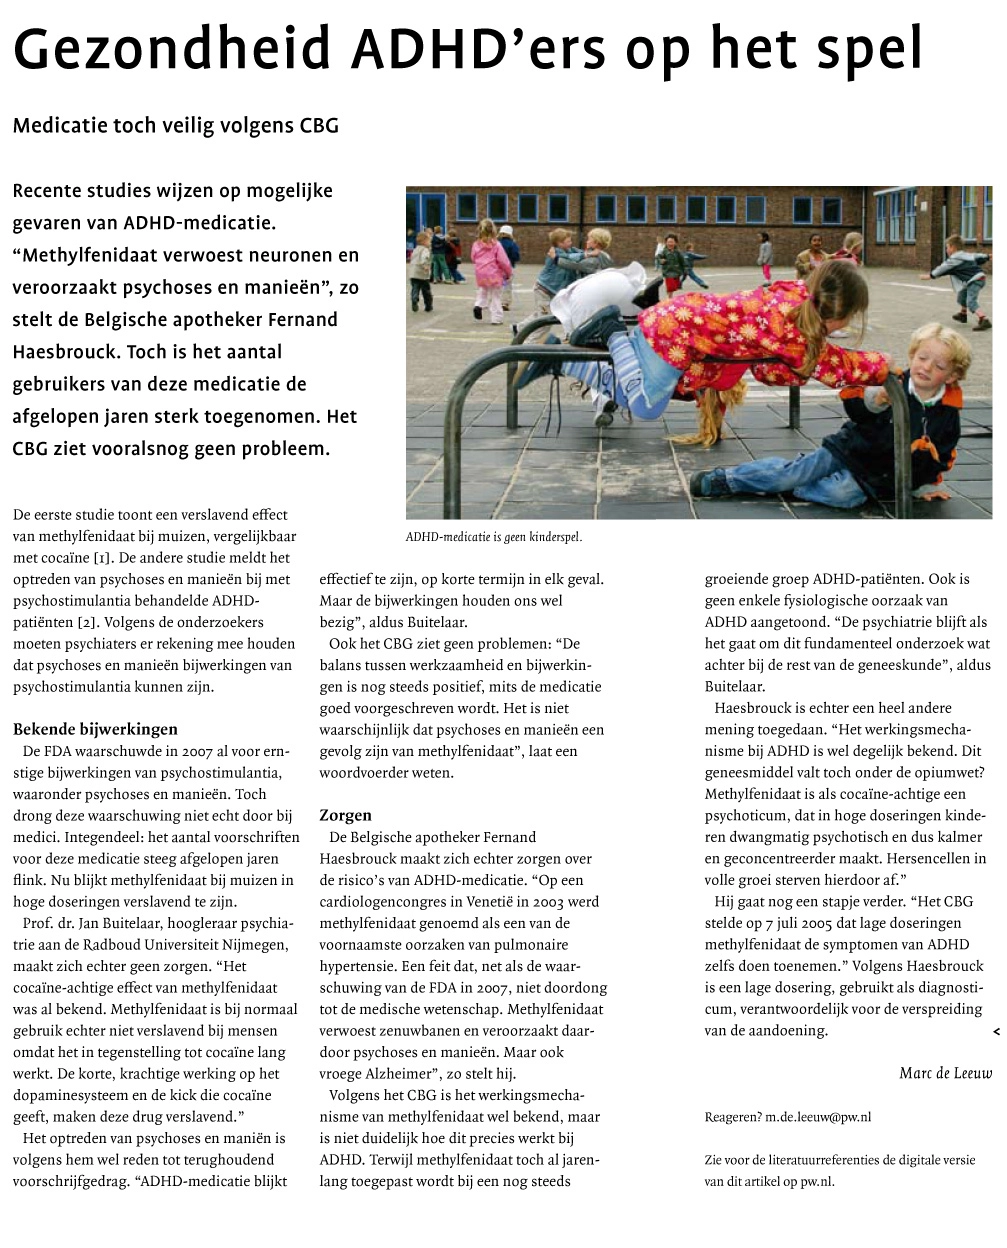 Gezondheid ADHD’ers op het spel
Medicatie toch veilig volgens CBG
Recente studies wijzen op mogelijke
gevaren van ADHD-medicatie.
“Methylfenidaat verwoest neuronen en
veroorzaakt psychoses en manieën”, zo
stelt de Belgische apotheker Fernand
Haesbrouck. Toch is het aantal
gebruikers van deze medicatie de
afgelopen jaren sterk toegenomen. Het
CBG ziet vooralsnog geen probleem.
ADHD-medicatie is geen kinderspel.
De eerste studie toont een verslavend effect
van methylfenidaat bij muizen, vergelijkbaar
met cocaïne [1]. De andere studie meldt het
optreden van psychoses en manieën bij met
psychostimulantia behandelde ADHD-
patiënten [2]. Volgens de onderzoekers
moeten psychiaters er rekening mee houden
dat psychoses en manieën bijwerkingen van
psychostimulantia kunnen zijn.
Bekende bijwerkingen
De FDA waarschuwde in 2007 al voor ern-
stige bijwerkingen van psychostimulantia,
waaronder psychoses en manieën. Toch
drong deze waarschuwing niet echt door bij
medici. Integendeel: het aantal voorschriften
voor deze medicatie steeg afgelopen jaren
flink. Nu blijkt methylfenidaat bij muizen in
hoge doseringen verslavend te zijn.
Prof. dr. Jan Buitelaar, hoogleraar psychia-
trie aan de Radboud Universiteit Nijmegen,
maakt zich echter geen zorgen. “Het
cocaïne-achtige effect van methylfenidaat
was al bekend. Methylfenidaat is bij normaal
gebruik echter niet verslavend bij mensen
omdat het in tegenstelling tot cocaïne lang
werkt. De korte, krachtige werking op het
dopaminesysteem en de kick die cocaïne
geeft, maken deze drug verslavend.”
Het optreden van psychoses en maniën is
volgens hem wel reden tot terughoudend
voorschrijfgedrag. “ADHD-medicatie blijkt
effectief te zijn, op korte termijn in elk geval.
Maar de bijwerkingen houden ons wel
bezig”, aldus Buitelaar.
Ook het CBG ziet geen problemen: “De
balans tussen werkzaamheid en bijwerkin-
gen is nog steeds positief, mits de medicatie
goed voorgeschreven wordt. Het is niet
waarschijnlijk dat psychoses en manieën een
gevolg zijn van methylfenidaat”, laat een
woordvoerder weten.
Zorgen
De Belgische apotheker Fernand
Haesbrouck maakt zich echter zorgen over
de risico’s van ADHD-medicatie. “Op een
cardiologencongres in Venetië in 2003 werd
methylfenidaat genoemd als een van de
voornaamste oorzaken van pulmonaire
hypertensie. Een feit dat, net als de waar-
schuwing van de FDA in 2007, niet doordong
tot de medische wetenschap. Methylfenidaat
verwoest zenuwbanen en veroorzaakt daar-
door psychoses en manieën. Maar ook
vroege Alzheimer”, zo stelt hij.
Volgens het CBG is het werkingsmecha-
nisme van methylfenidaat wel bekend, maar
is niet duidelijk hoe dit precies werkt bij
ADHD. Terwijl methylfenidaat toch al jaren-
lang toegepast wordt bij een nog steeds
groeiende groep ADHD-patiënten. Ook is
geen enkele fysiologische oorzaak van
ADHD aangetoond. “De psychiatrie blijft als
het gaat om dit fundamenteel onderzoek wat
achter bij de rest van de geneeskunde”, aldus
Buitelaar.
Haesbrouck is echter een heel andere
mening toegedaan. “Het werkingsmecha-
nisme bij ADHD is wel degelijk bekend. Dit
geneesmiddel valt toch onder de opiumwet?
Methylfenidaat is als cocaïne-achtige een
psychoticum, dat in hoge doseringen kinde-
ren dwangmatig psychotisch en dus kalmer
en geconcentreerder maakt. Hersencellen in
volle groei sterven hierdoor af.”
Hij gaat nog een stapje verder. “Het CBG
stelde op 7 juli 2005 dat lage doseringen
methylfenidaat de symptomen van ADHD
zelfs doen toenemen.” Volgens Haesbrouck
is een lage dosering, gebruikt als diagnosti-
cum, verantwoordelijk voor de verspreiding
van de aandoening. <
Marc de Leeuw
Reageren? m.de.leeuw@pw.nl
Zie voor de literatuurreferenties de digitale versie
van dit artikel op pw.nl.